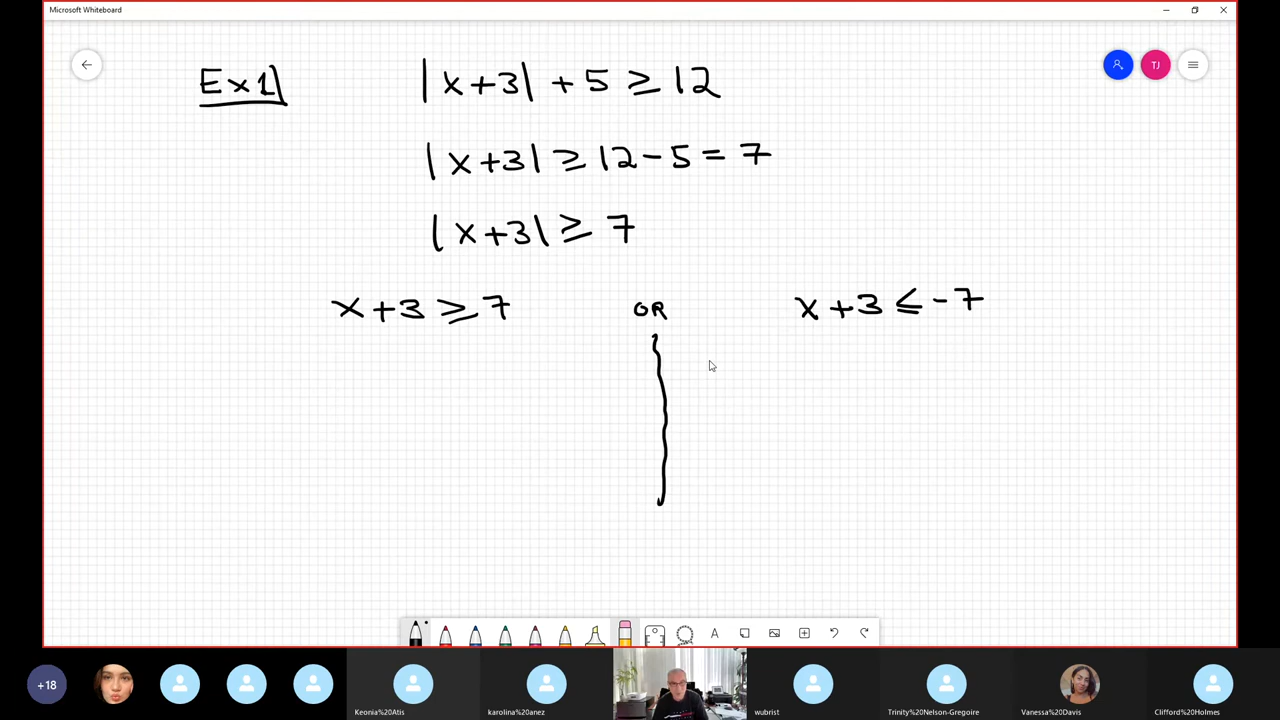 Microsoft Whiteboard
Ex1 |x+3| + 5 ≥ 12
TJ
|x+3| ≥ 12 - 5 = 7
|x+3| ≥ 7
x+3 ≥ 7 OR x+3 ≤ -7
A
+18
Keonia%20Atis
karolina%20anez
wubrist
Trinity%20Nelson-Gregoire
Vanessa%20Davis
Clifford%20Holmes